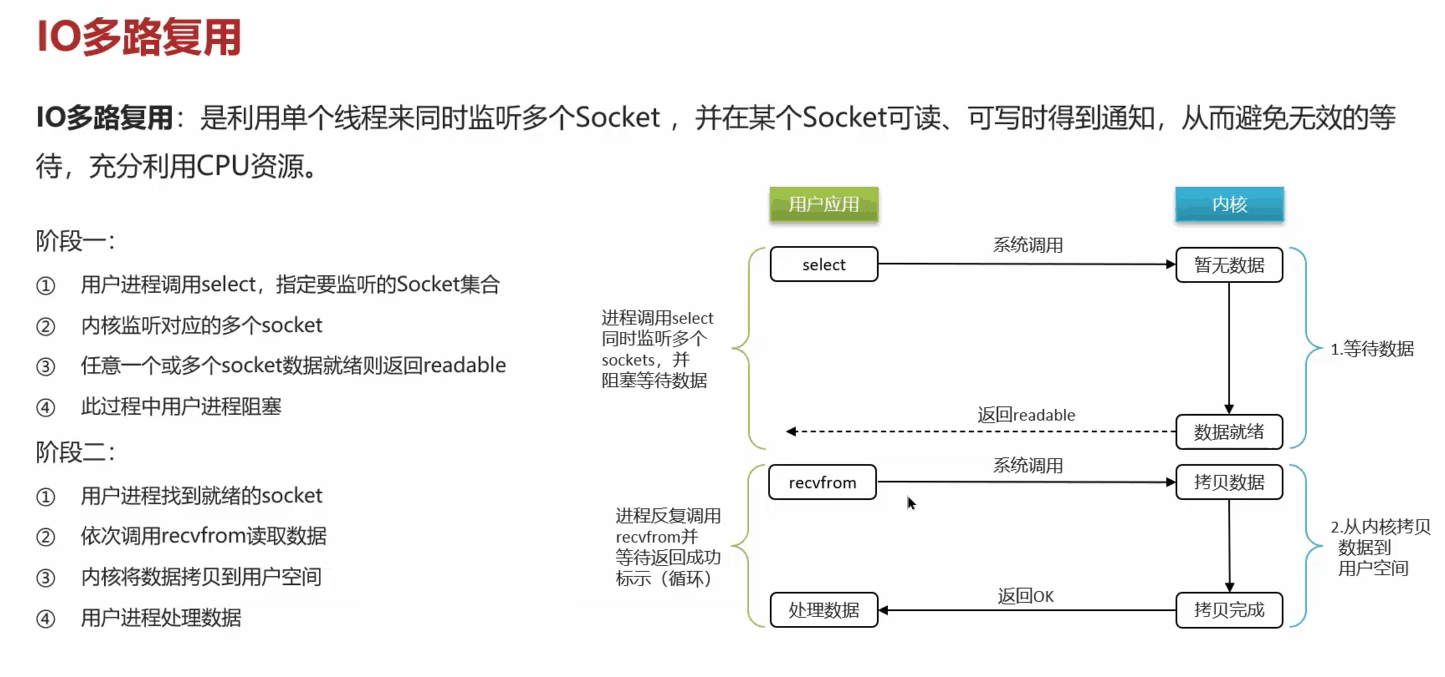 IO多路复用
IO多路复用：是利用单个线程来同时监听多个Socket ，并在某个Socket可读、可写时得到通知，从而避免无效的等
待，充分利用CPU资源。
阶段一：
① 用户进程调用select，指定要监听的Socket集合
② 内核监听对应的多个socket
③ 任意一个或多个socket数据就绪则返回readable
④ 此过程中用户进程阻塞
阶段二：
① 用户进程找到就绪的socket
② 依次调用recvfrom读取数据
③ 内核将数据拷贝到用户空间
④ 用户进程处理数据
用户应用
内核
select
系统调用
暂无数据
进程调用select
同时监听多个
sockets，并
阻塞等待数据
1.等待数据
返回readable
数据就绪
recvfrom
系统调用
拷贝数据
进程反复调用
recvfrom并
等待返回成功
标示（循环）
2.从内核拷贝
数据到
用户空间
处理数据
返回OK
拷贝完成